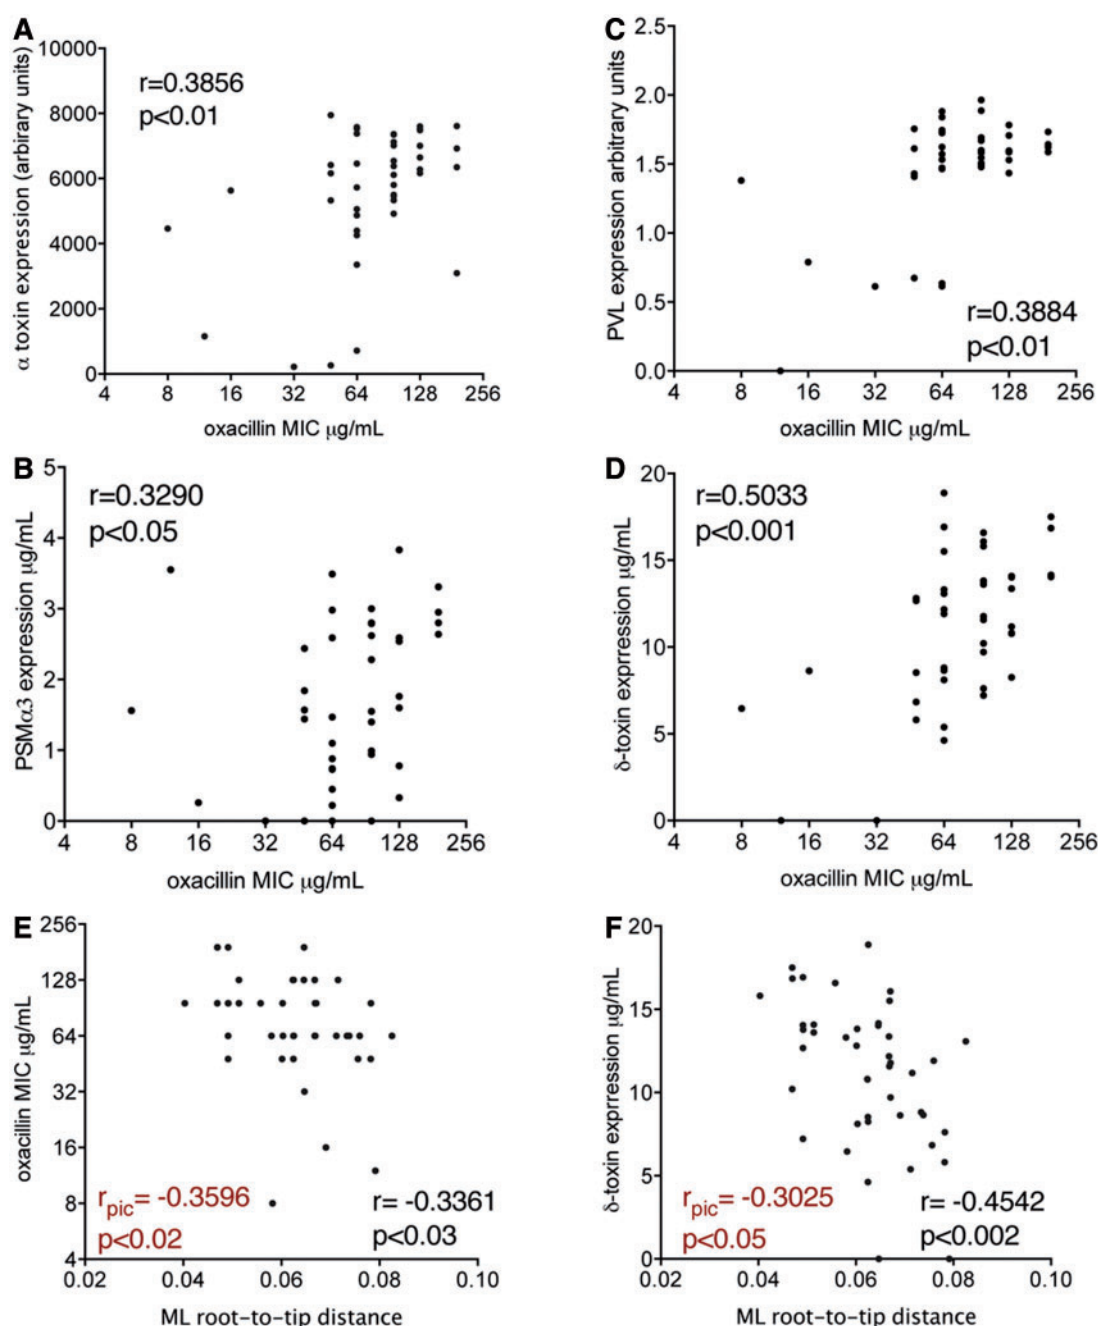 A
α toxin expression (arbirary units)
10000
8000
6000
4000
2000
0
r=0.3856
p<0.01
4 8 16 32 64 128 256
oxacillin MIC μg/mL
C
PVL expression arbitrary units
2.5
2.0
1.5
1.0
0.5
0.0
r=0.3884
p<0.01
4 8 16 32 64 128 256
oxacillin MIC μg/mL
B
PSMα3 expression μg/mL
5
4
3
2
1
0
r=0.3290
p<0.05
4 8 16 32 64 128 256
oxacillin MIC μg/mL
D
δ-toxin exprression μg/mL
20
15
10
5
0
r=0.5033
p<0.001
4 8 16 32 64 128 256
oxacillin MIC μg/mL
E
oxacillin MIC μg/mL
256
128
64
32
16
8
4
rpic= -0.3596
p<0.02
r= -0.3361
p<0.03
0.02 0.04 0.06 0.08 0.10
ML root-to-tip distance
F
δ-toxin exprression μg/mL
20
15
10
5
0
rpic= -0.3025
p<0.05
r= -0.4542
p<0.002
0.02 0.04 0.06 0.08 0.10
ML root-to-tip distance